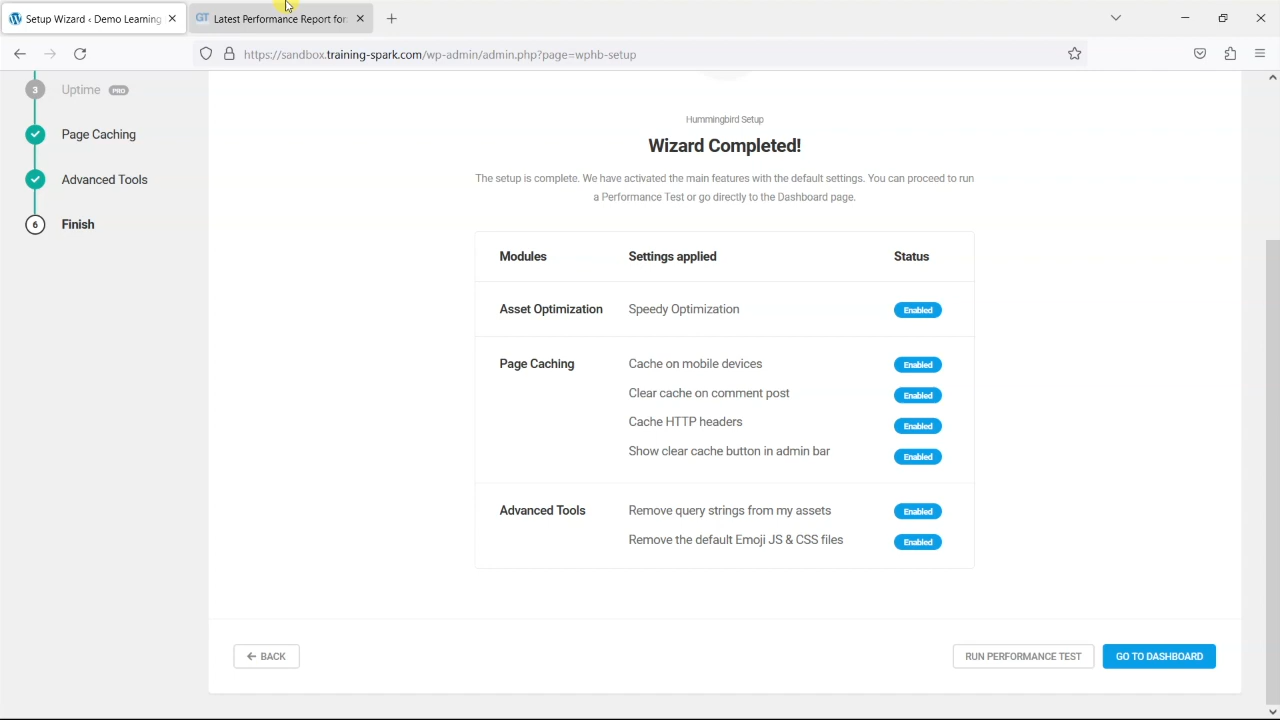 Setup Wizard ‹ Demo Learning
GT Latest Performance Report for:
https://sandbox.training-spark.com/wp-admin/admin.php?page=wphb-setup
3 Uptime PRO
Page Caching
Advanced Tools
6 Finish
Hummingbird Setup
Wizard Completed!
The setup is complete. We have activated the main features with the default settings. You can proceed to run
a Performance Test or go directly to the Dashboard page.
Modules Settings applied Status
Asset Optimization Speedy Optimization Enabled
Page Caching Cache on mobile devices Enabled
Clear cache on comment post Enabled
Cache HTTP headers Enabled
Show clear cache button in admin bar Enabled
Advanced Tools Remove query strings from my assets Enabled
Remove the default Emoji JS & CSS files Enabled
BACK RUN PERFORMANCE TEST GO TO DASHBOARD